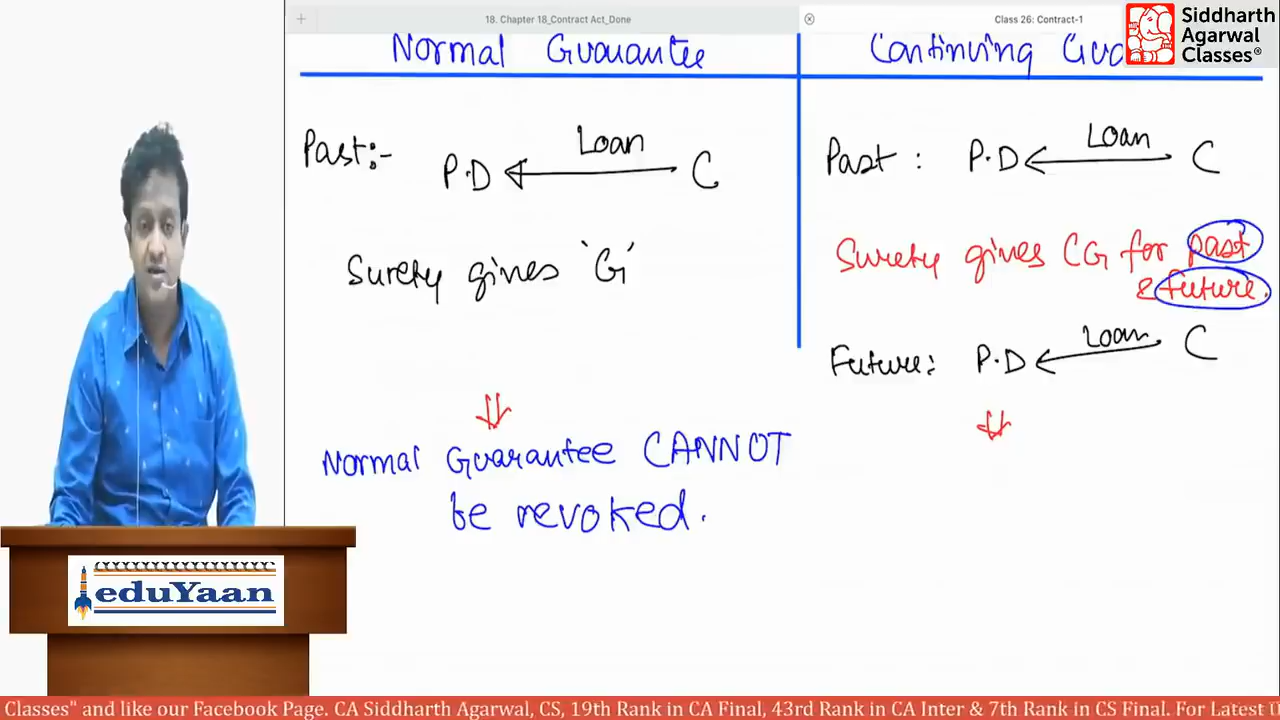 18. Chapter 18_Contract Act_Done
Class 26: Contract-1
Siddharth
Agarwal
Classes®
Normal Guarantee
Continuing
Past:-
P.D
Loan
C
Surety gives 'G'
Normal Guarantee CANNOT
be revoked.
Past :
P.D
Loan
C
Surety gives CG for past
& future.
Future:
P.D
Loan
C
eduYaan
Classes" and like our Facebook Page. CA Siddharth Agarwal, CS, 19th Rank in CA Final, 43rd Rank in CA Inter & 7th Rank in CS Final. For Latest